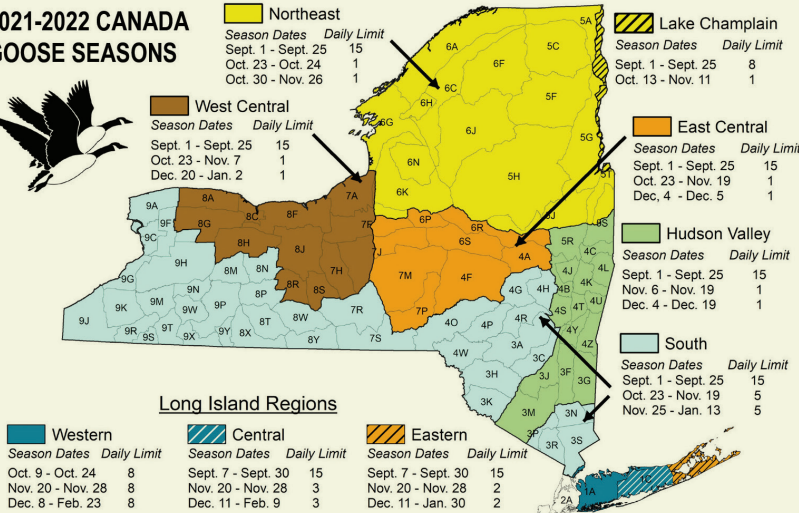 021-2022 CANADA
GOOSE SEASONS
Northeast
Season Dates Daily Limit
Sept. 1 - Sept. 25 15
Oct. 23 - Oct. 24 1
Oct. 30 - Nov. 26 1
Lake Champlain
Season Dates Daily Limit
Sept. 1 - Sept. 25 8
Oct. 13 - Nov. 11 1
West Central
Season Dates Daily Limit
Sept. 1 - Sept. 25 15
Oct. 23 - Nov. 7 1
Dec. 20 - Jan. 2 1
East Central
Season Dates Daily Limit
Sept. 1 - Sept. 25 15
Oct. 23 - Nov. 19 1
Dec, 4 - Dec. 5 1
Hudson Valley
Season Dates Daily Limit
Sept. 1 - Sept. 25 15
Nov. 6 - Nov. 19 1
Dec. 4 - Dec. 19 1
South
Season Dates Daily Limit
Sept. 1 - Sept. 25 15
Oct. 23 - Nov. 19 5
Nov. 25 - Jan. 13 5
Long Island Regions
Western
Season Dates Daily Limit
Oct. 9 - Oct. 24 8
Nov. 20 - Nov. 28 8
Dec. 8 - Feb. 23 8
Central
Season Dates Daily Limit
Sept. 7 - Sept. 30 15
Nov. 20 - Nov. 28 3
Dec. 11 - Feb. 9 3
Eastern
Season Dates Daily Limit
Sept. 7 - Sept. 30 15
Nov. 20 - Nov. 28 2
Dec. 11 - Jan. 30 2
5A
6A
5C
6F
6C
6H
5F
6G
6J
5G
6N
5H
6K
5T
6P
6R
5J
5S
6S
4A
7J
7M
4F
7P
8A
7A
8G
8C
8F
7F
8H
8J
7H
8R
8S
9A
9F
9C
9H
8M
8N
9G
9N
8P
9M
9K
9W
9P
8T
8W
7R
9J
9R
9S
9T
9X
9Y
8X
8Y
7S
4O
4P
4G
4H
4R
3A
4W
3C
3H
3K
5R
4C
4L
4J
4B
4K
4U
4S
4T
4Y
4Z
3J
3F
3G
3M
3P
3N
3R
3S
2A
1A
1C